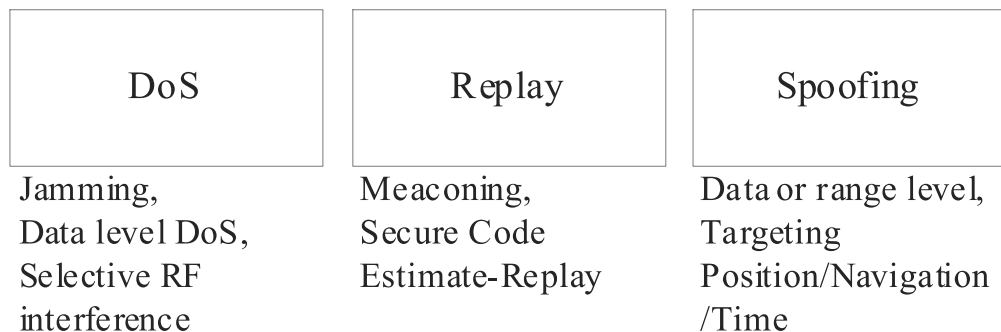 DoS
Jamming,
Data level DoS,
Selective RF
interference
Replay
Meaconing,
Secure Code
Estimate-Replay
Spoofing
Data or range level,
Targeting
Position/Navigation
/Time